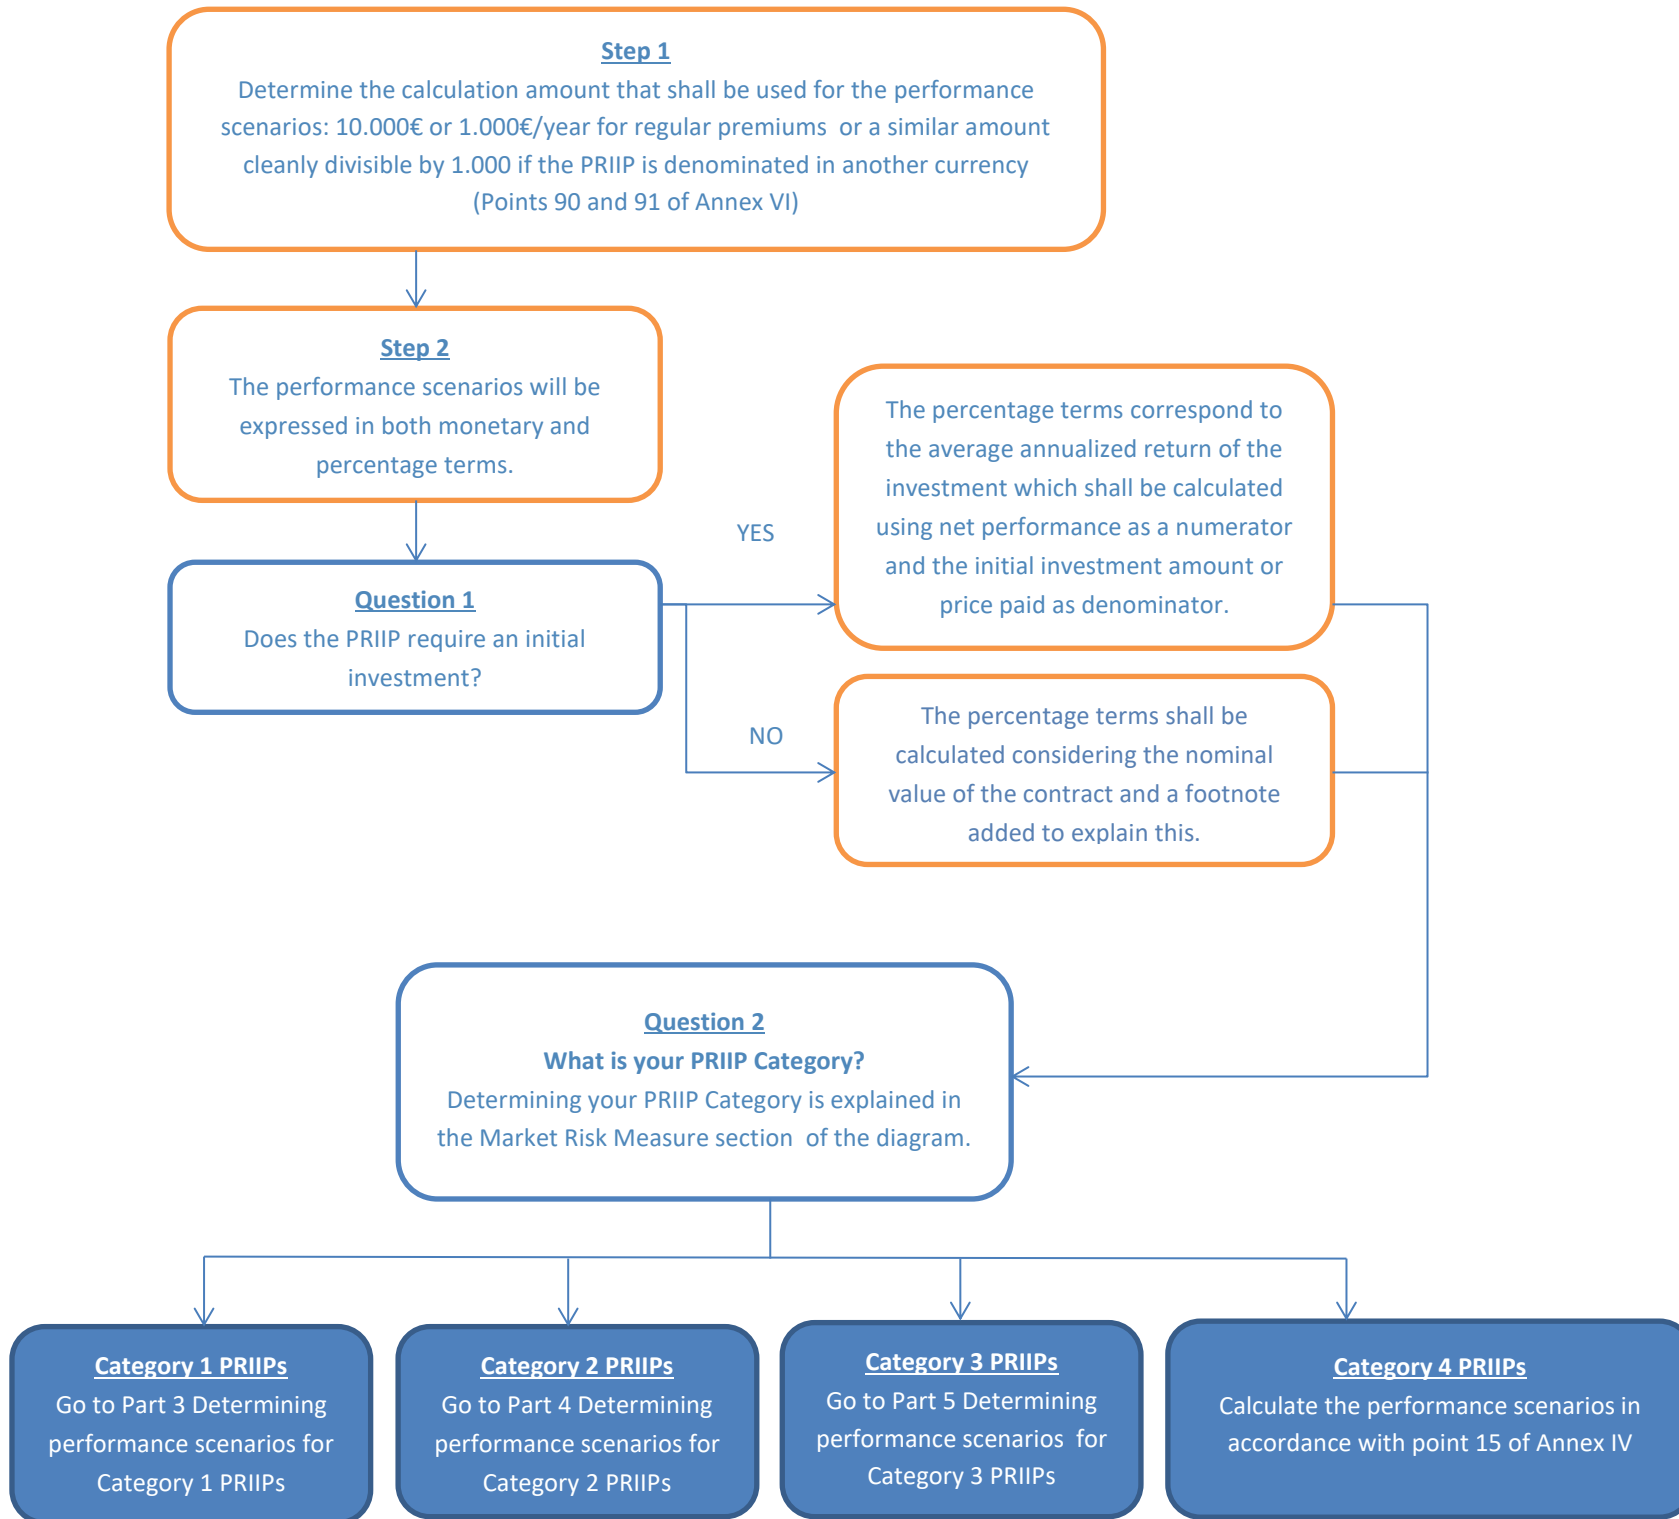 Step 1
Determine the calculation amount that shall be used for the performance
scenarios: 10.000€ or 1.000€/year for regular premiums or a similar amount
cleanly divisible by 1.000 if the PRIIP is denominated in another currency
(Points 90 and 91 of Annex VI)
Step 2
The performance scenarios will be
expressed in both monetary and
percentage terms.
Question 1
Does the PRIIP require an initial
investment?
YES
The percentage terms correspond to
the average annualized return of the
investment which shall be calculated
using net performance as a numerator
and the initial investment amount or
price paid as denominator.
NO
The percentage terms shall be
calculated considering the nominal
value of the contract and a footnote
added to explain this.
Question 2
What is your PRIIP Category?
Determining your PRIIP Category is explained in
the Market Risk Measure section of the diagram.
Category 1 PRIIPs
Go to Part 3 Determining
performance scenarios for
Category 1 PRIIPs
Category 2 PRIIPs
Go to Part 4 Determining
performance scenarios for
Category 2 PRIIPs
Category 3 PRIIPs
Go to Part 5 Determining
performance scenarios for
Category 3 PRIIPs
Category 4 PRIIPs
Calculate the performance scenarios in
accordance with point 15 of Annex IV